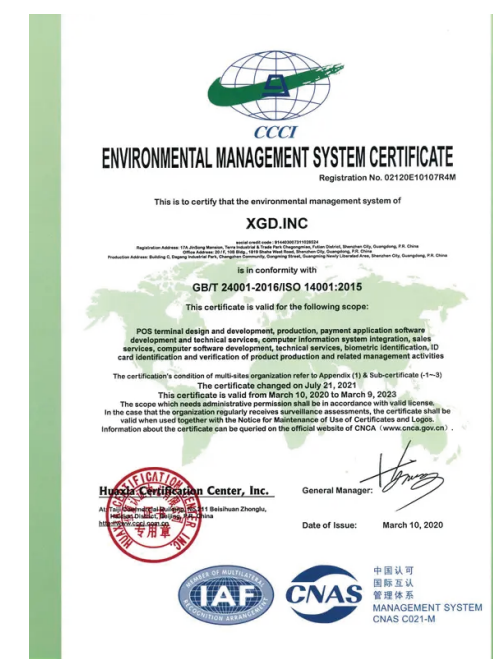 CCCI
ENVIRONMENTAL MANAGEMENT SYSTEM CERTIFICATE
Registration No. 02120E10107R4M
This is to certify that the environmental management system of
XGD.INC
is in conformity with
GB/T 24001-2016/ISO 14001:2015
This certificate is valid for the following scope:
POS terminal design and development, production, payment application software
development and technical services, computer information system integration, sales
services, computer software development, technical services, biometric identification, ID
card identification and verification of product production and related management activities
The certification's condition of multi-sites organization refer to Appendix (1) & Sub-certificate (-1~-3)
The certificate changed on July 21, 2021
This certificate is valid from March 10, 2020 to March 9, 2023
The scope which needs administrative permission shall be in accordance with valid license.
In the case that the organization regularly receives surveillance assessments, the certificate shall be
valid when used together with the Notice for Maintenance of Use of Certificates and Logos.
Information about the certificate can be queried on the official website of CNCA (www.cnca.gov.cn) .
Huaxia Certification Center, Inc.
General Manager:
Date of Issue: March 10, 2020
专用章
MEMBER OF MULTILATERAL
IAF
RECOGNITION ARRANGEMENT
CNAS
中国认可
国际互认
管理体系
MANAGEMENT SYSTEM
CNAS C021-M